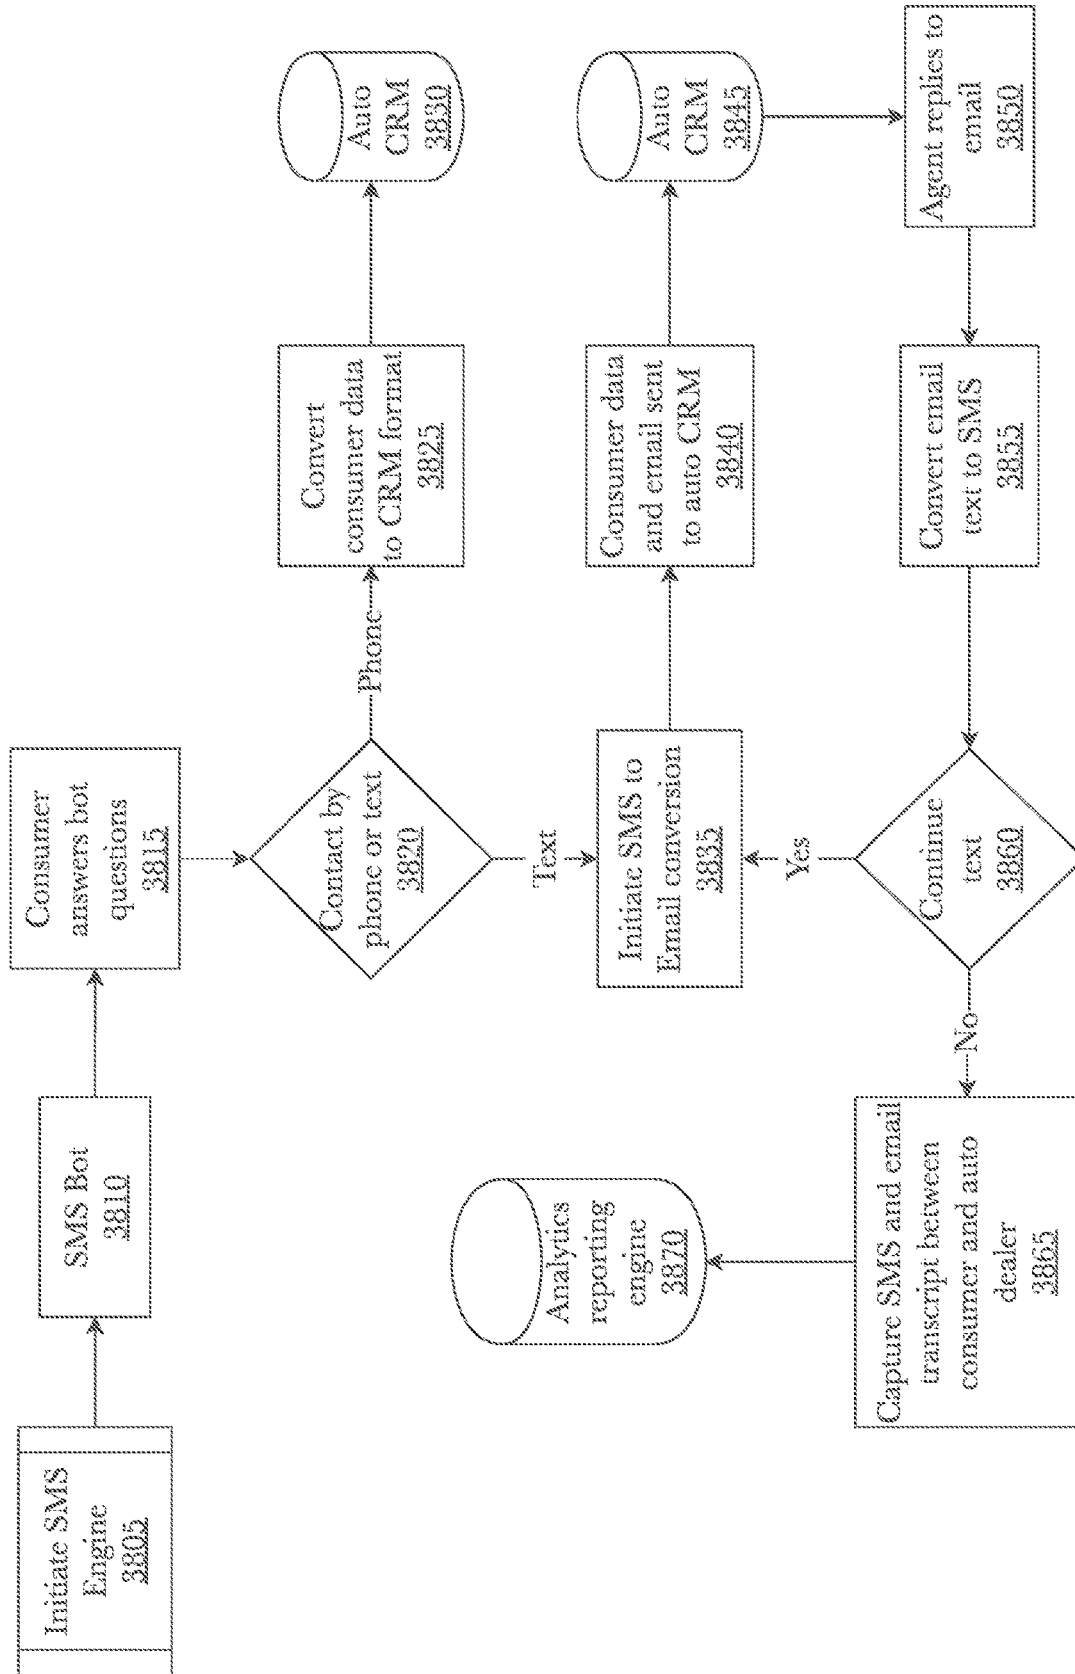 Initiate SMS
Engine
3805
SMS Bot
3810
Consumer
answers bot
questions
3815
Contact by
phone or text
3820
Phone
Convert
consumer data
to CRM format
3825
Auto
CRM
3830
Text
Initiate SMS to
Email conversion
3835
Consumer data
and email sent
to auto CRM
3840
Auto
CRM
3845
Agent replies to
email
3850
Convert email
text to SMS
3855
Continue
text
3860
Yes
No
Capture SMS and email
transcript between
consumer and auto
dealer
3865
Analytics
reporting
engine
3870